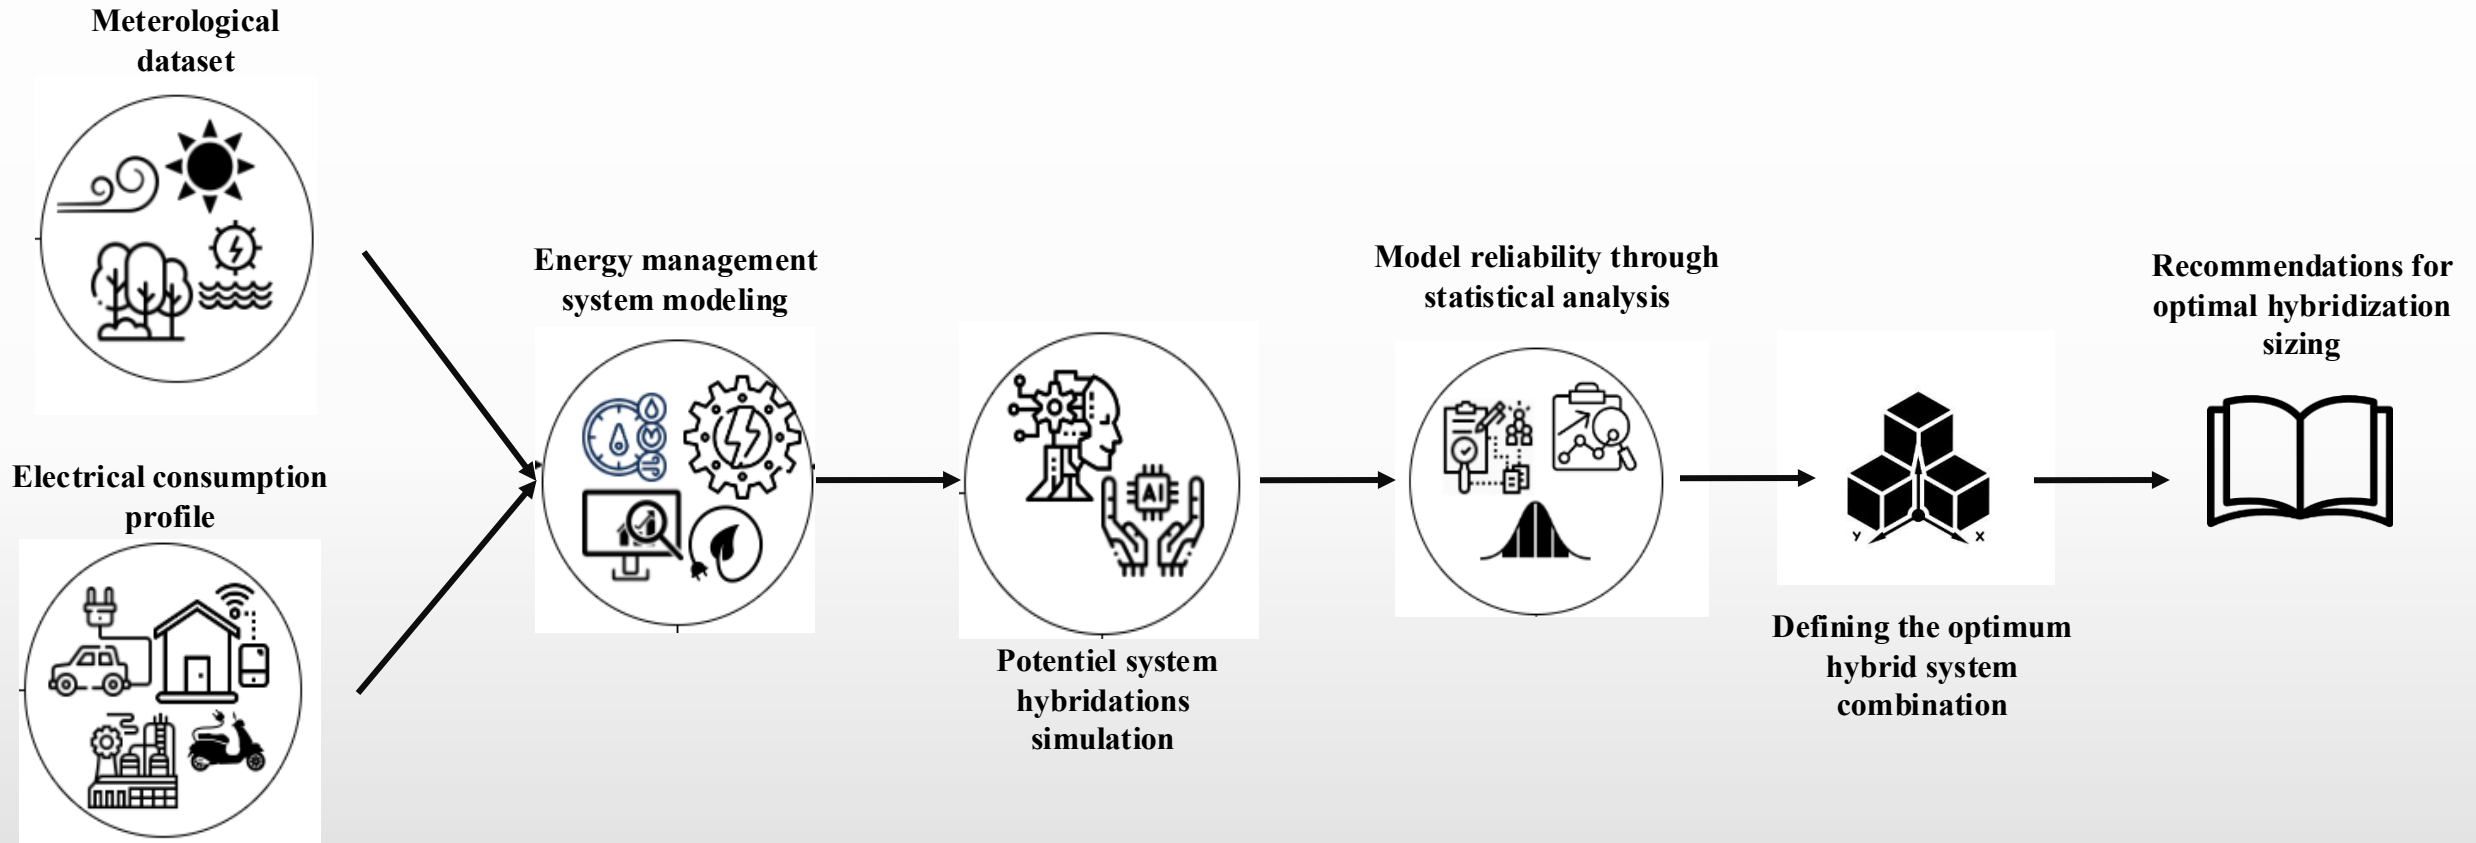 Meterological
dataset
Electrical consumption
profile
Energy management
system modeling
AI
Potentiel system
hybridations
simulation
Model reliability through
statistical analysis
Y
X
Defining the optimum
hybrid system
combination
Recommendations for
optimal hybridization
sizing